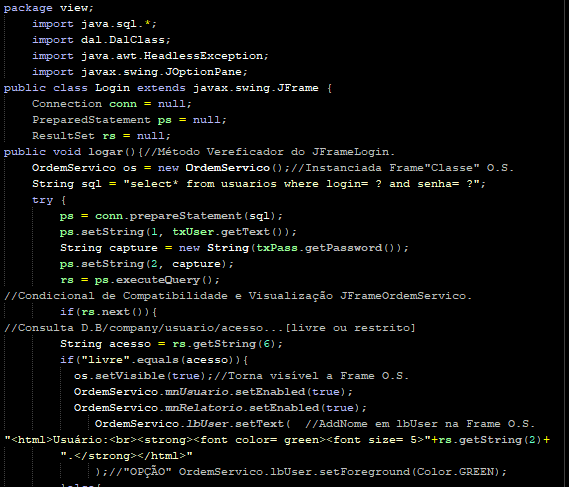 package view;
import java.sql.*;
import dal.DalClass;
import java.awt.HeadlessException;
import javax.swing.JOptionPane;
public class Login extends javax.swing.JFrame {
Connection conn = null;
PreparedStatement ps = null;
ResultSet rs = null;
public void logar(){//Método Vereficador do JFrameLogin.
OrdemServico os = new OrdemServico();//Instanciada Frame"Classe" O.S.
String sql = "select* from usuarios where login= ? and senha= ?";
try {
ps = conn.prepareStatement(sql);
ps.setString(1, txUser.getText());
String capture = new String(txPass.getPassword());
ps.setString(2, capture);
rs = ps.executeQuery();
//Condicional de Compatibilidade e Visualização JFrameOrdemServico.
if(rs.next()){
//Consulta D.B/company/usuario/acesso...[livre ou restrito]
String acesso = rs.getString(6);
if("livre".equals(acesso)){
os.setVisible(true);//Torna visível a Frame O.S.
OrdemServico.mnUsuario.setEnabled(true);
OrdemServico.mnRelatorio.setEnabled(true);
OrdemServico.lbUser.setText( //AddNome em lbUser na Frame O.S.
"<html>Usuário:<br><strong><font color= green><font size= 5>"+rs.getString(2)+
".</strong></html>"
);//"OPÇÃO" OrdemServico.lbUser.setForeground(Color.GREEN);
}else{